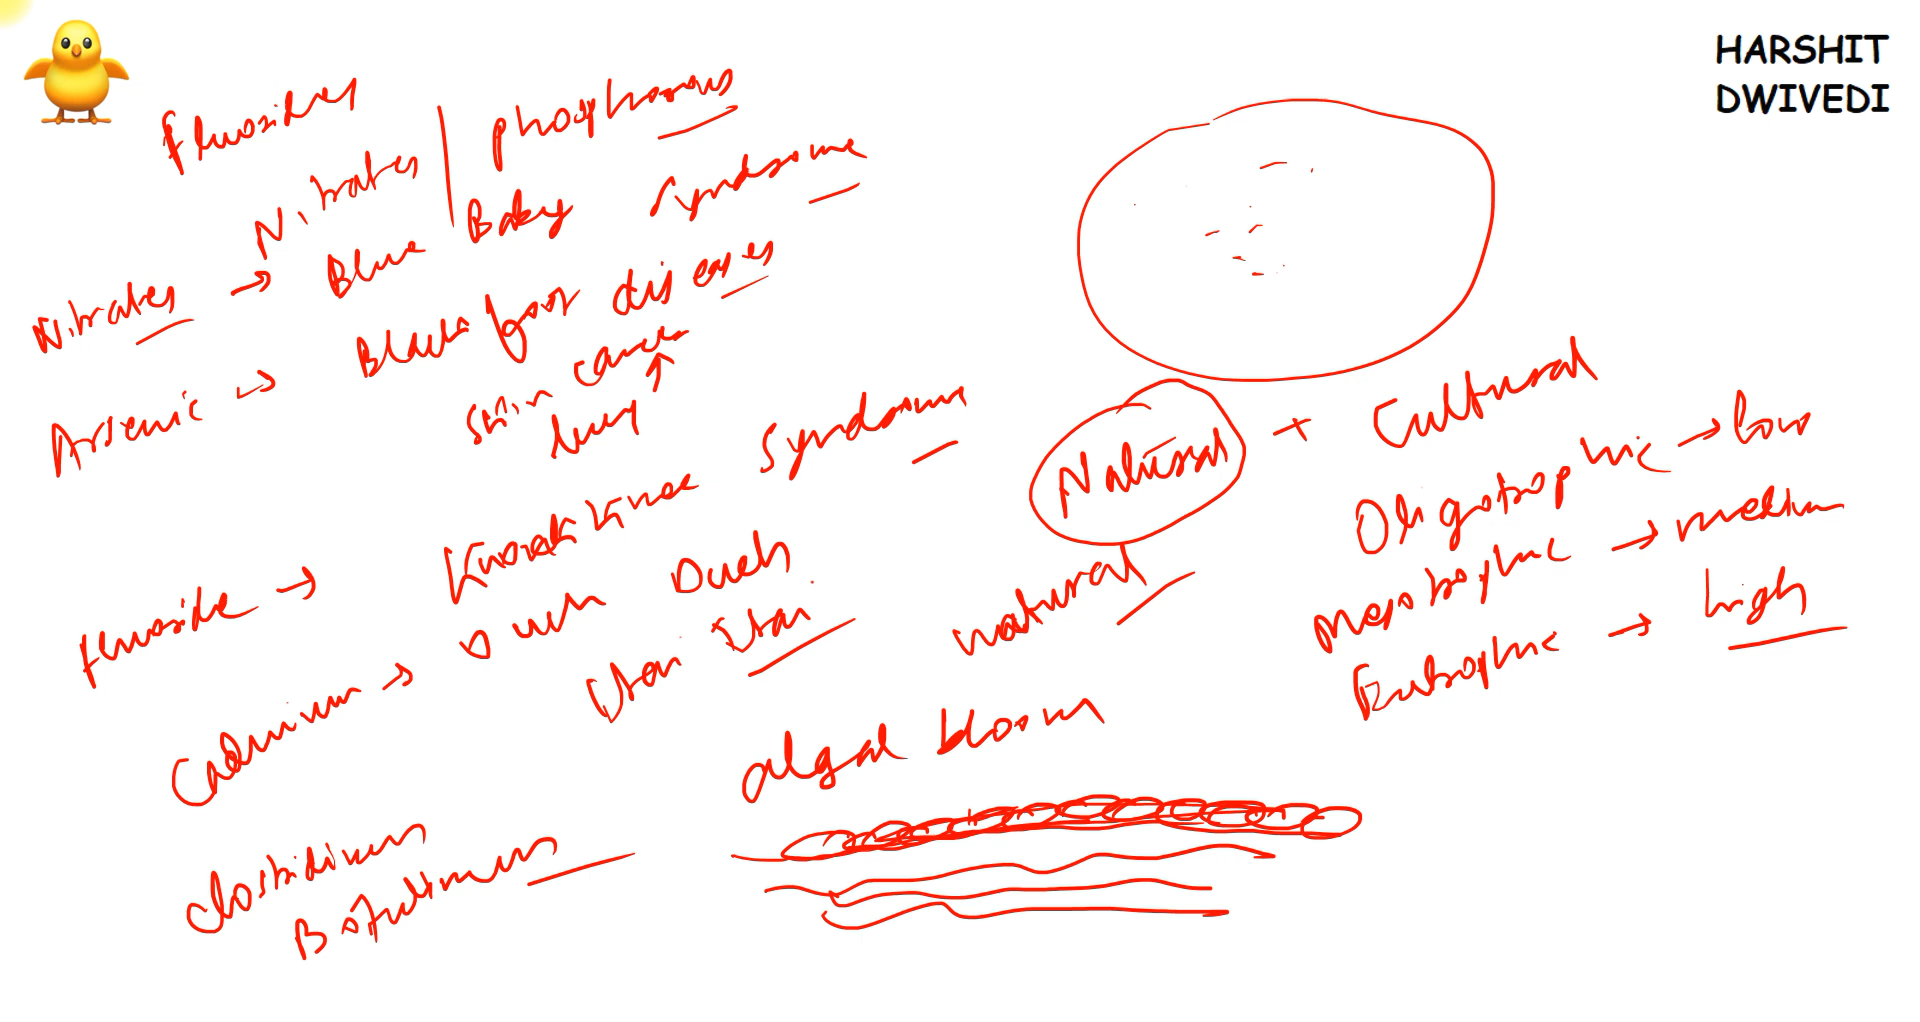 HARSHIT
DWIVEDI
fluorides
Nitrates
phosphorous
Nitrates → Blue Baby Syndrome
Arsenic → Black foot diseases
skin cancer
lung ↑
fluoride → knock knee syndrome
Cadmium → Ouch Ouch
Itai Itai
Clostridium
Botulinum
Natural + Cultural
natural
Oligotrophic → low
Mesotrophic → medium
Eutrophic → high
algal bloom